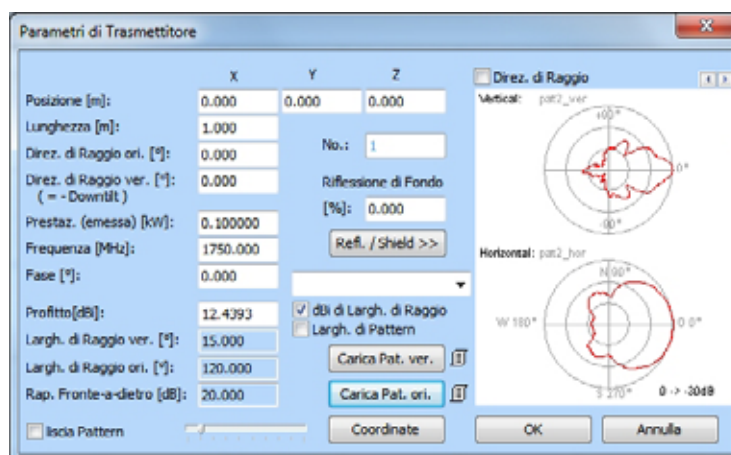 Parametri di Trasmettitore
X Y Z
Posizione [m]: 0.000 0.000 0.000
Lunghezza [m]: 1.000
Direz. di Raggio ori. [°]: 0.000
No.: 1
Direz. di Raggio ver. [°]: 0.000
( = - Downtilt )
Riflessione di Fondo
[%]: 0.000
Prestaz. (emessa) [kW]: 0.100000
Frequenza [MHz]: 1750.000
Refl. / Shield >>
Fase [°]: 0.000
Profitto[dBi]: 12.4393
dBi di Largh. di Raggio
Largh. di Pattern
Largh. di Raggio ver. [°]: 15.000
Carica Pat. ver.
Largh. di Raggio ori. [°]: 120.000
Rap. Fronte-a-dietro [dB]: 20.000
Carica Pat. ori.
liscia Pattern
Coordinate
Direz. di Raggio
Vertical: pat2_ver
+90°
0°
90°
Horizontal: pat2_hor
N 90°
W 180°
0 0°
S 270°
0 -> -30dB
OK
Annulla